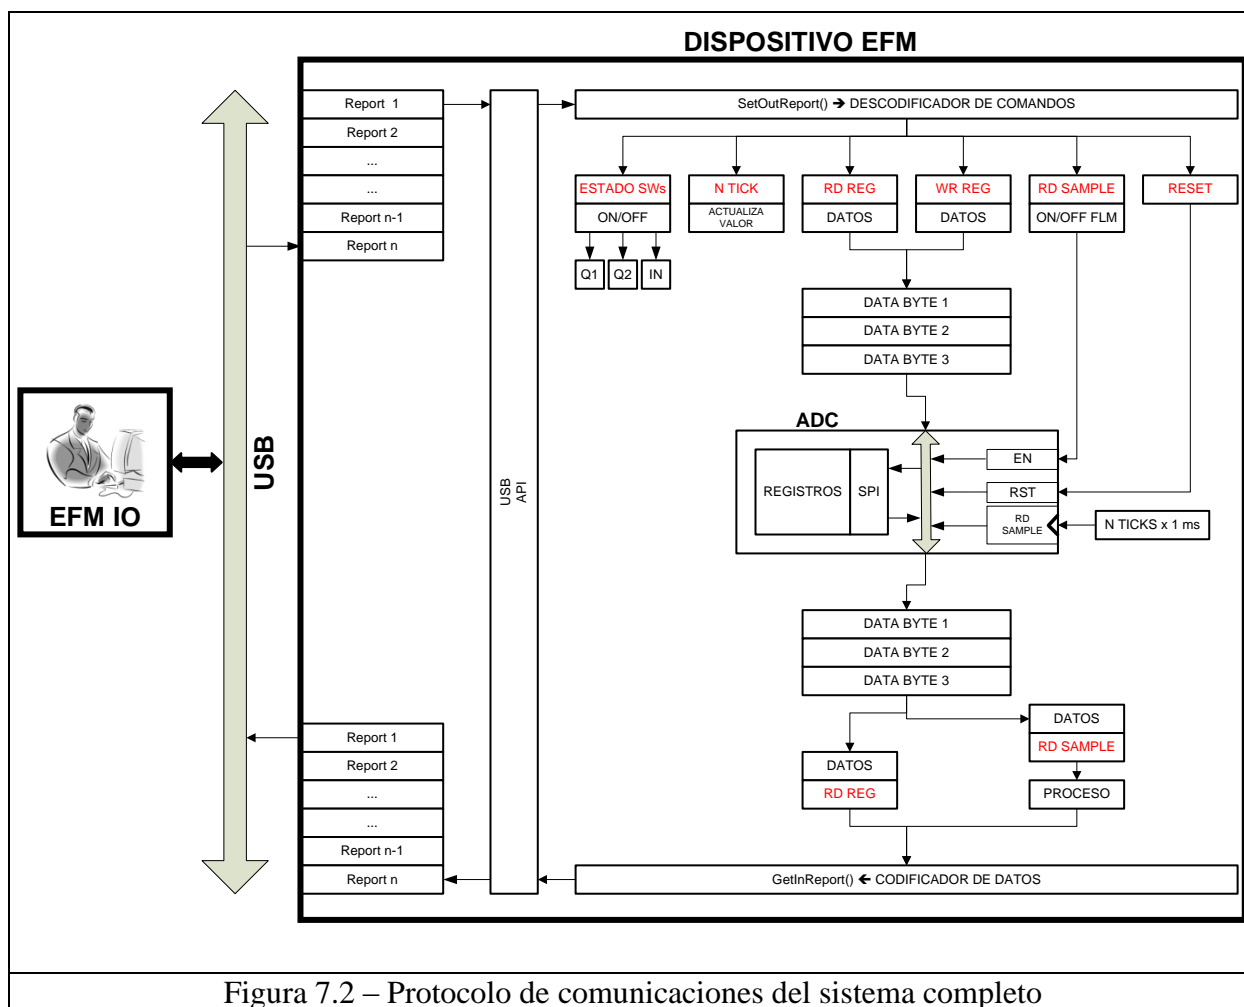 DISPOSITIVO EFM
Report 1
Report 2
...
...
Report n-1
Report n
USB
API
SetOutReport() → DESCODIFICADOR DE COMANDOS
ESTADO SWs
ON/OFF
Q1
Q2
IN
N TICK
ACTUALIZA
VALOR
RD REG
DATOS
WR REG
DATOS
RD SAMPLE
ON/OFF FLM
RESET
DATA BYTE 1
DATA BYTE 2
DATA BYTE 3
EFM IO
USB
ADC
REGISTROS
SPI
EN
RST
RD
SAMPLE
N TICKS x 1 ms
DATA BYTE 1
DATA BYTE 2
DATA BYTE 3
DATOS
RD REG
DATOS
RD SAMPLE
PROCESO
Report 1
Report 2
...
...
Report n-1
Report n
GetInReport() ← CODIFICADOR DE DATOS
Figura 7.2 – Protocolo de comunicaciones del sistema completo